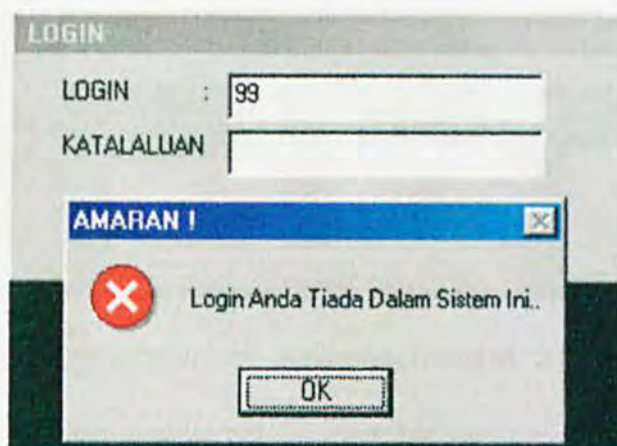 LOGIN
LOGIN : 99
KATALALUAN
AMARAN !
Login Anda Tiada Dalam Sistem Ini..
OK